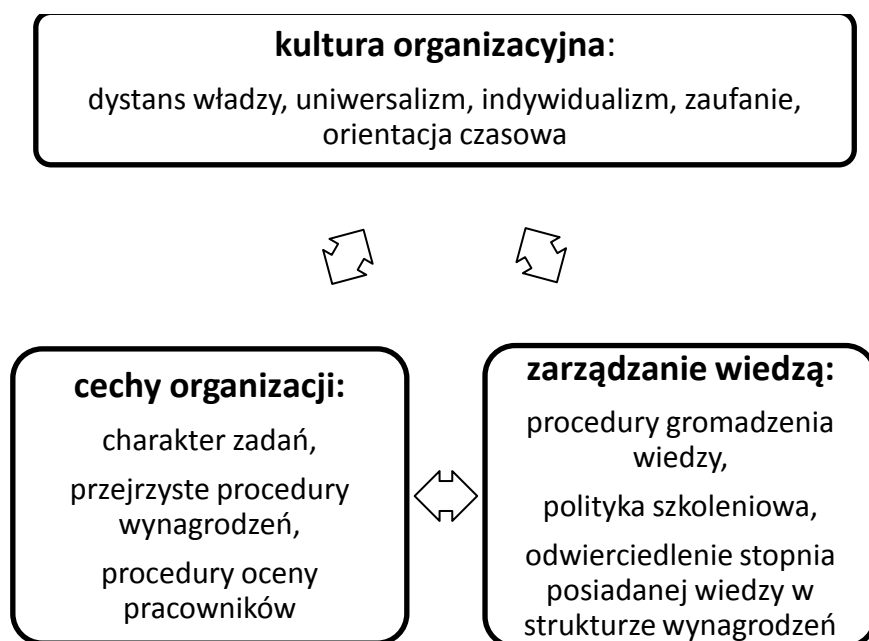 kultura organizacyjna:
dystans władzy, uniwersalizm, indywidualizm, zaufanie,
orientacja czasowa
cechy organizacji:
charakter zadań,
przejrzyste procedury
wynagrodzeń,
procedury oceny
pracowników
zarządzanie wiedzą:
procedury gromadzenia
wiedzy,
polityka szkoleniowa,
odwierciedlenie stopnia
posiadanej wiedzy w
strukturze wynagrodzeń